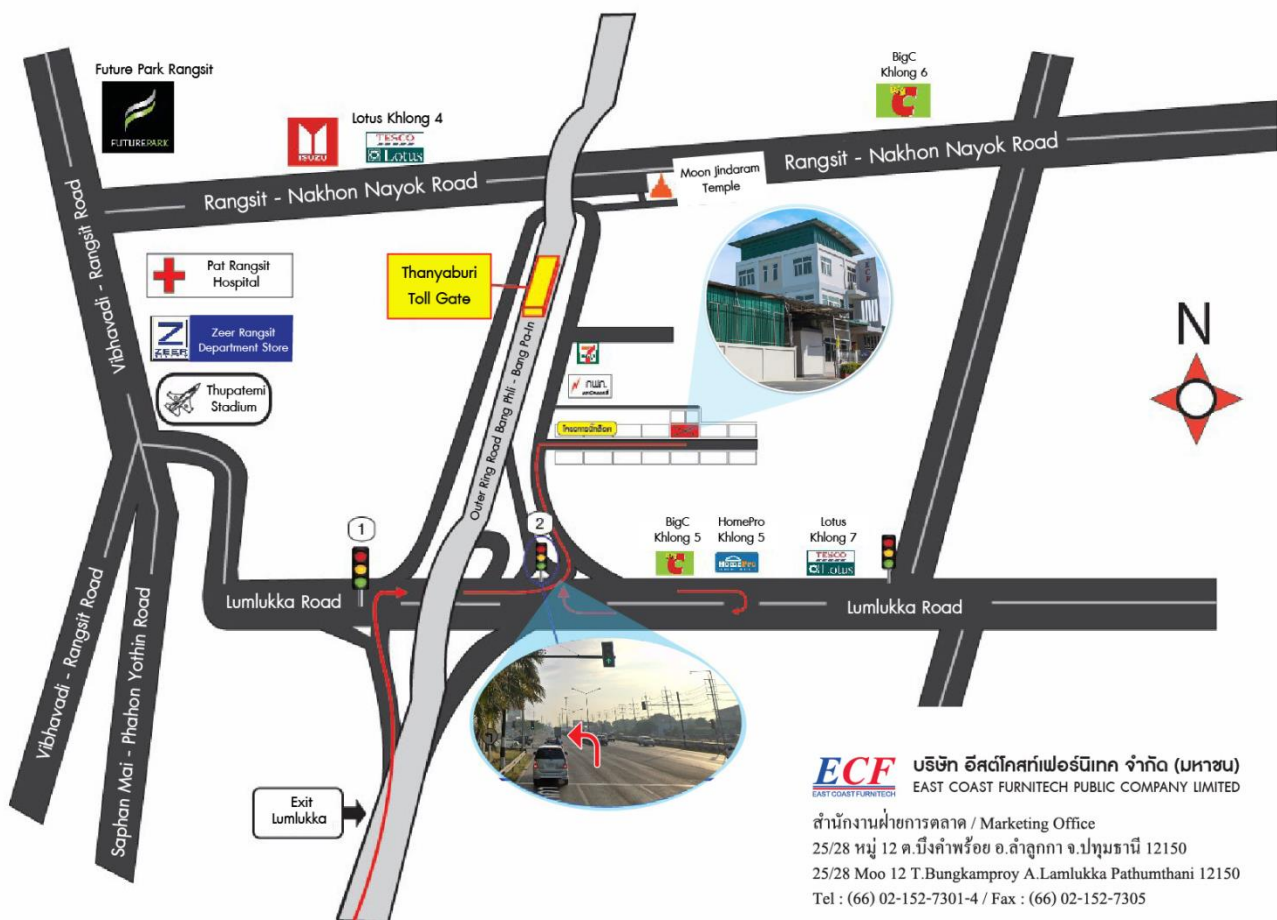 Future Park Rangsit
FUTUREPARK
ISUZU
Lotus Khlong 4
TESCO
Lotus
BigC
Khlong 6
Big
C
Rangsit - Nakhon Nayok Road
Rangsit - Nakhon Nayok Road
Moon Jindaram
Temple
Vibhavadi - Rangsit Road
Pat Rangsit
Hospital
Z
ZEER
Zeer Rangsit
Department Store
Thupatemi
Stadium
Thanyaburi
Toll Gate
Outer Ring Road Bang Phli - Bang Pa-In
7
กฟภ.
N
1
2
BigC
Khlong 5
C
HomePro
Khlong 5
HomePro
Lotus
Khlong 7
TESCO
Lotus
Lumlukka Road
Lumlukka Road
Vibhavadi - Rangsit Road
Saphan Mai - Phahon Yothin Road
Exit
Lumlukka
ECF
EAST COAST FURNITECH
บริษัท อีสต์โคสท์เฟอร์นิเทค จำกัด (มหาชน)
EAST COAST FURNITECH PUBLIC COMPANY LIMITED
สำนักงานฝ่ายการตลาด / Marketing Office
25/28 หมู่ 12 ต.บึงคำพร้อย อ.ลำลูกกา จ.ปทุมธานี 12150
25/28 Moo 12 T.Bungkamproy A.Lamlukka Pathumthani 12150
Tel : (66) 02-152-7301-4 / Fax : (66) 02-152-7305